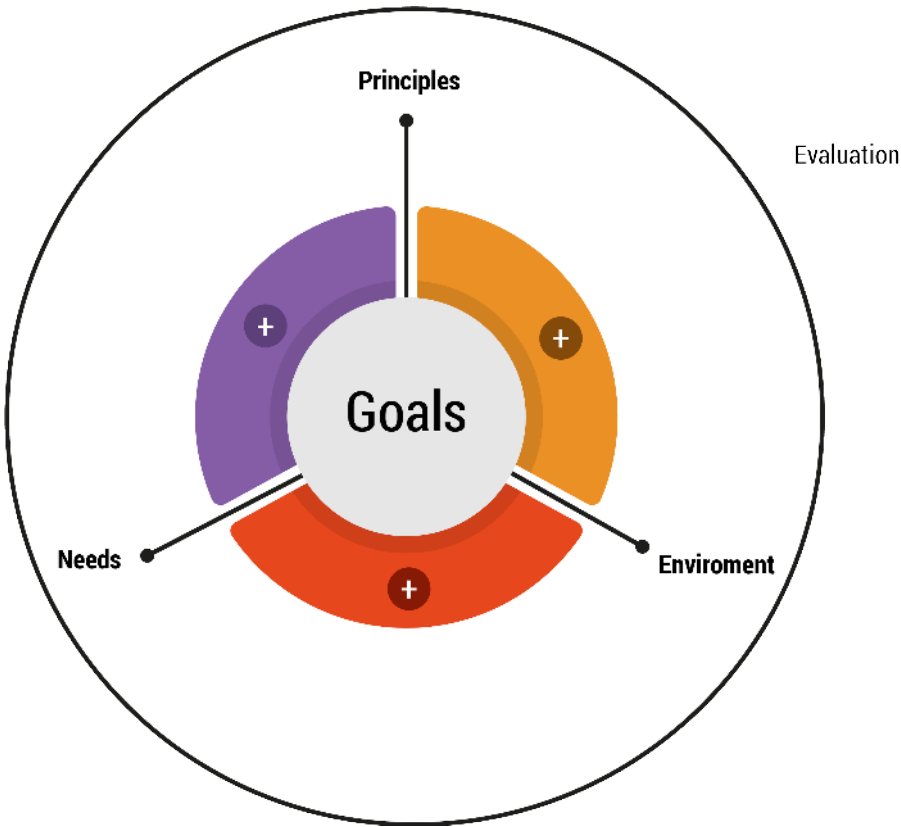 Principles
Evaluation
+
+
Goals
Needs
Enviroment
+